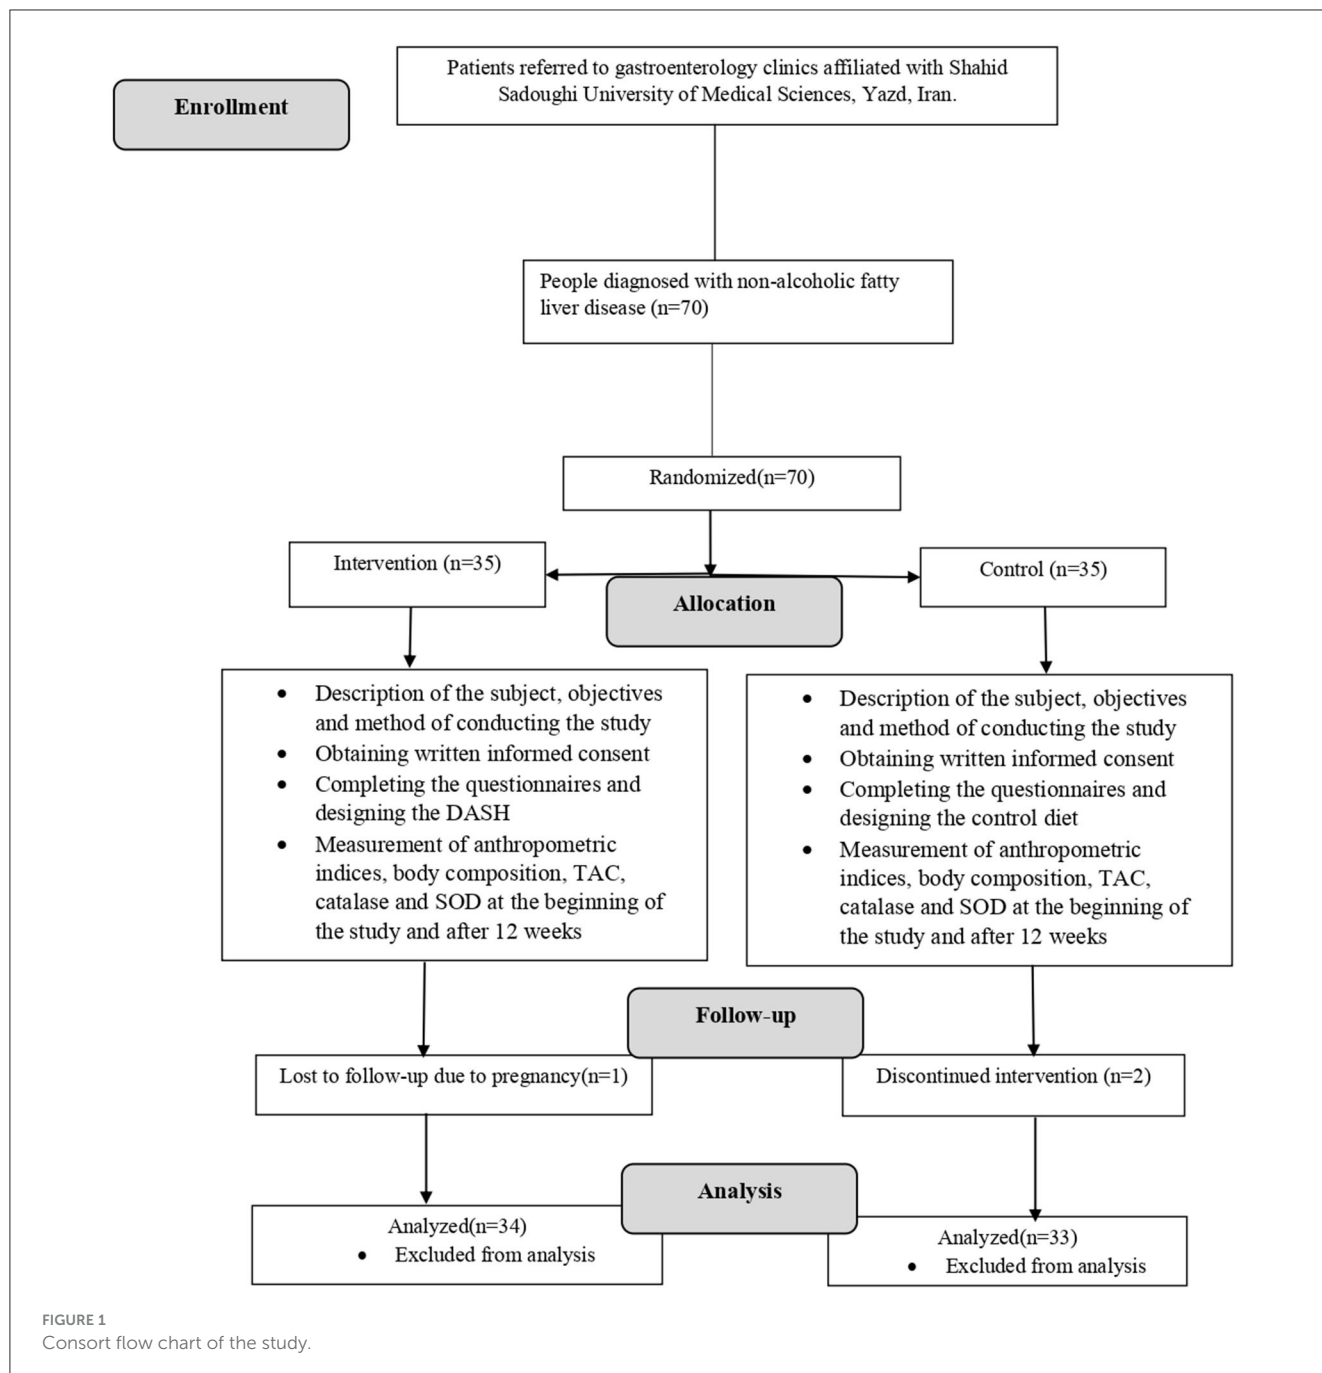 Enrollment
Patients referred to gastroenterology clinics affiliated with Shahid
Sadoughi University of Medical Sciences, Yazd, Iran.
People diagnosed with non-alcoholic fatty
liver disease (n=70)
Randomized(n=70)
Intervention (n=35)
Control (n=35)
Allocation
• Description of the subject, objectives
and method of conducting the study
• Obtaining written informed consent
• Completing the questionnaires and
designing the DASH
• Measurement of anthropometric
indices, body composition, TAC,
catalase and SOD at the beginning of
the study and after 12 weeks
• Description of the subject, objectives
and method of conducting the study
• Obtaining written informed consent
• Completing the questionnaires and
designing the control diet
• Measurement of anthropometric
indices, body composition, TAC,
catalase and SOD at the beginning of
the study and after 12 weeks
Follow-up
Lost to follow-up due to pregnancy(n=1)
Discontinued intervention (n=2)
Analysis
Analyzed(n=34)
• Excluded from analysis
Analyzed(n=33)
• Excluded from analysis
FIGURE 1
Consort flow chart of the study.